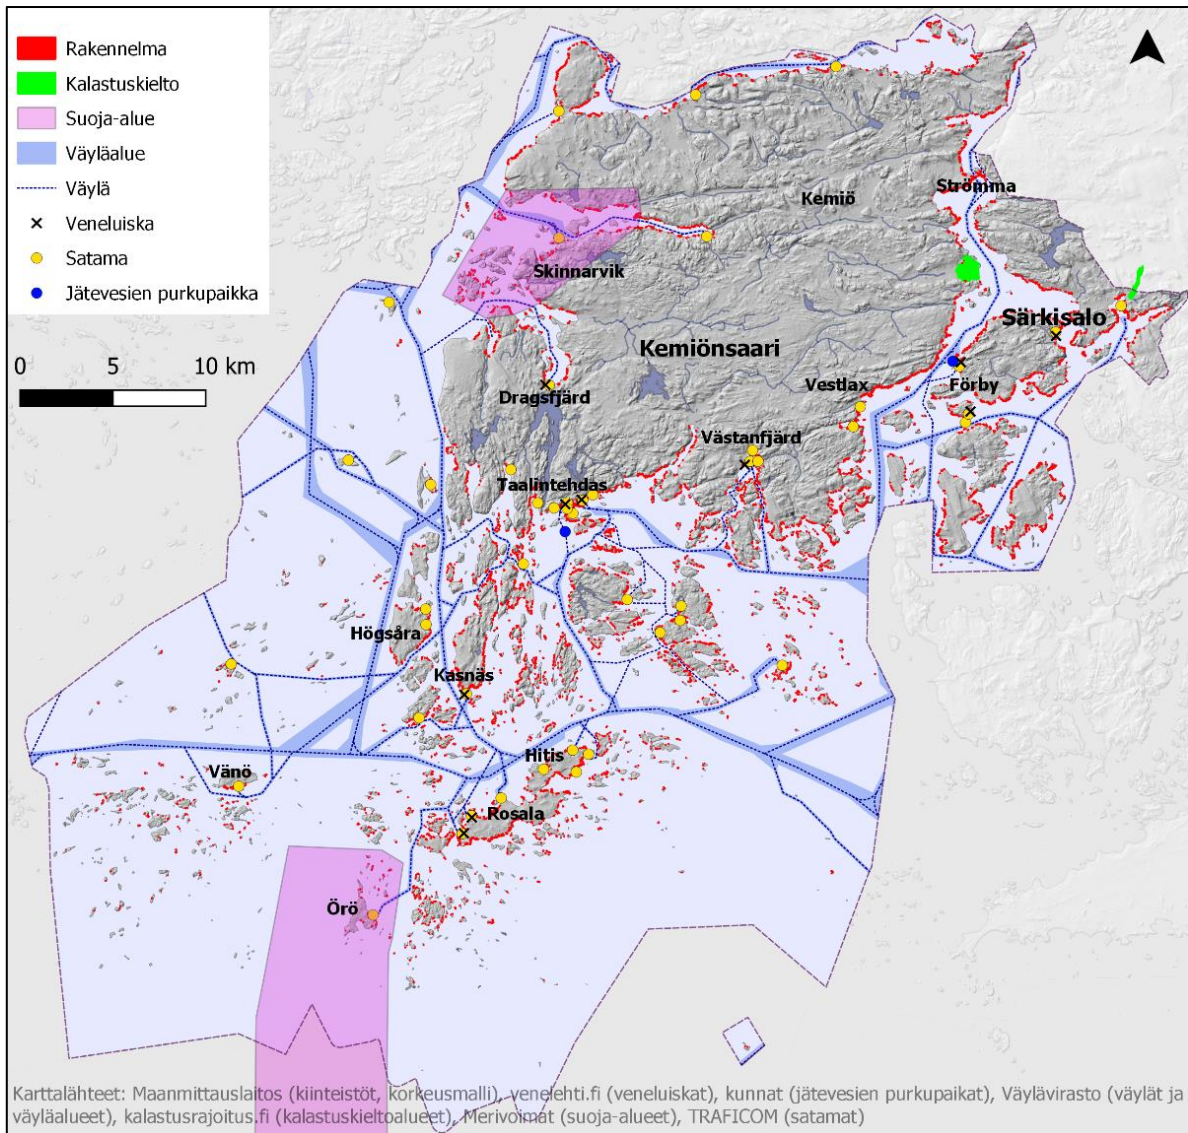 Rakennelma
Kalastuskielto
Suoja-alue
Väyläalue
Väylä
Veneluiska
Satama
Jätevesien purkupaikka
0 5 10 km
Strömma
Kemiö
Skinnarvik
Särkisalo
Kemiönsaari
Vestlax
Förby
Dragsfjärd
Västanfjärd
Taalintehdas
Högsåra
Kasnäs
Hitis
Vänö
Rosala
Örö
Karttalähteet: Maanmittauslaitos (kiinteistöt, korkeusmalli), venelehti.fi (veneluiskat), kunnat (jätevesien purkupaikat), Väylävirasto (väylät ja
väyläalueet), kalastusrajoitus.fi (kalastuskieltoalueet), Merivoimat (suoja-alueet), TRAFICOM (satamat)